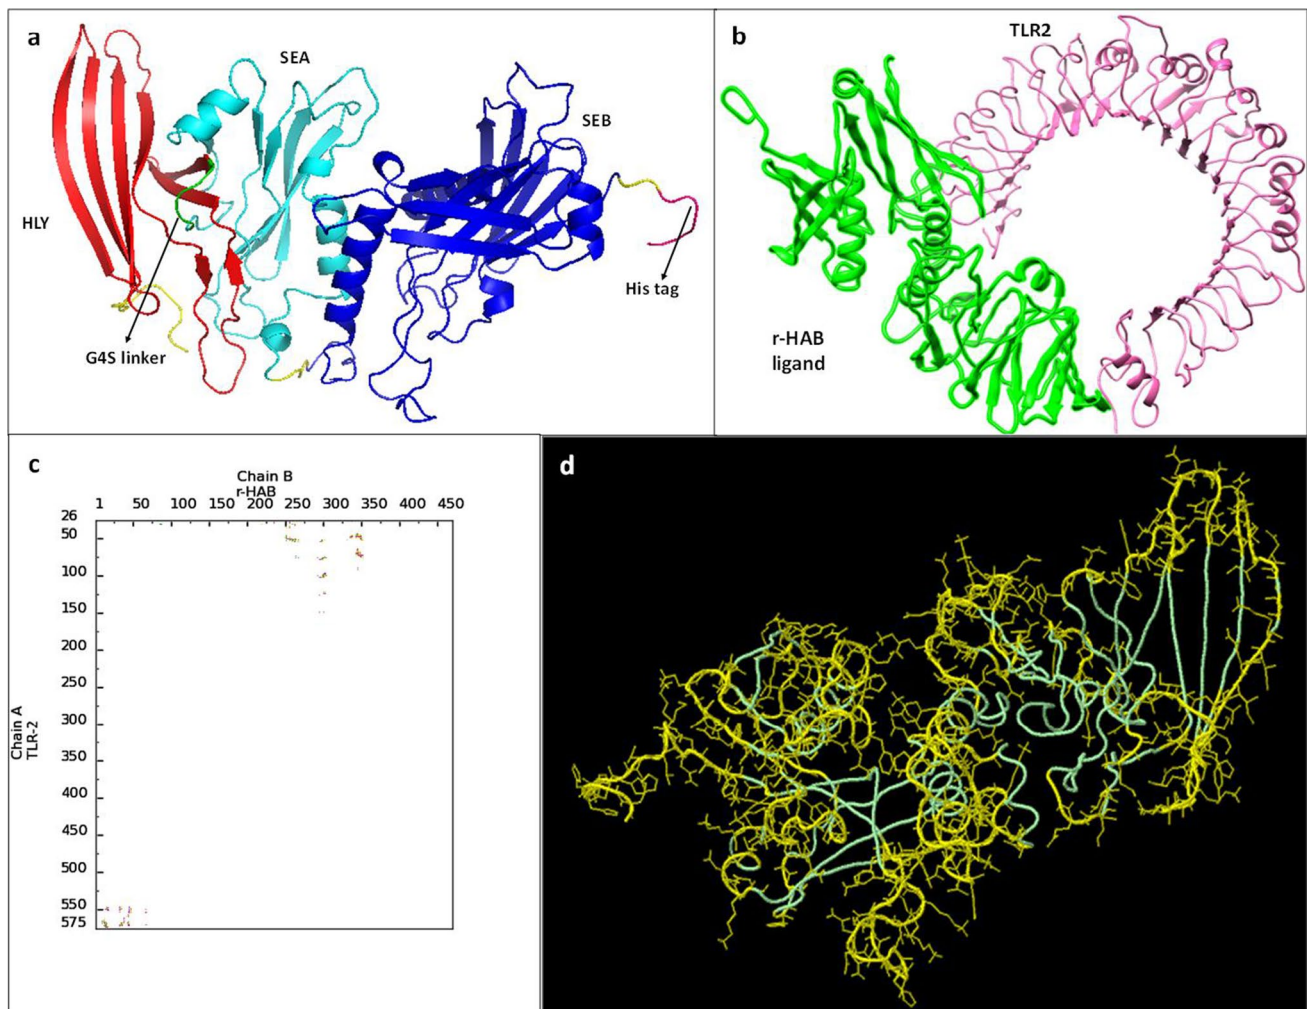 a
SEA
SEB
HLY
His tag
G4S linker
b
TLR2
r-HAB
ligand
c
Chain B
r-HAB
1 50 100 150 200 250 300 350 400 450
26
50
100
150
200
250
300
350
400
450
500
550
575
Chain A
TLR-2
d